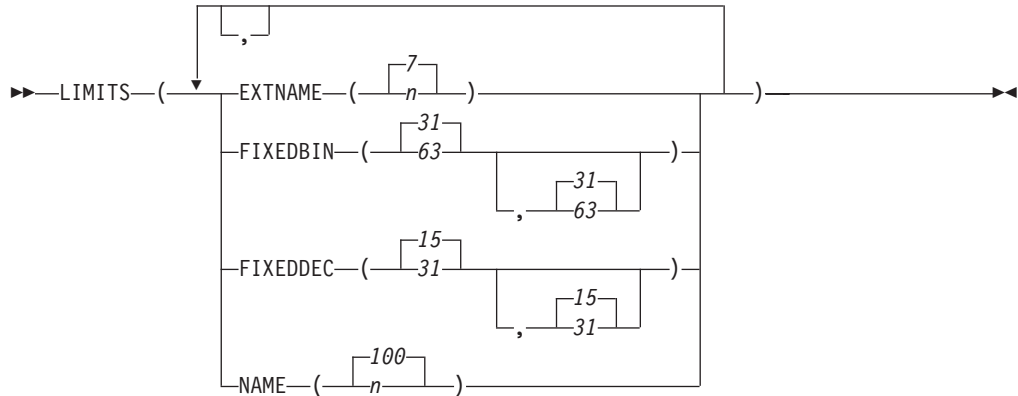 ,
7
LIMITS ( EXTNAME ( n ) )
31
FIXEDBIN ( 63 )
31
, 63
15
FIXEDDEC ( 31 )
15
, 31
100
NAME ( n )